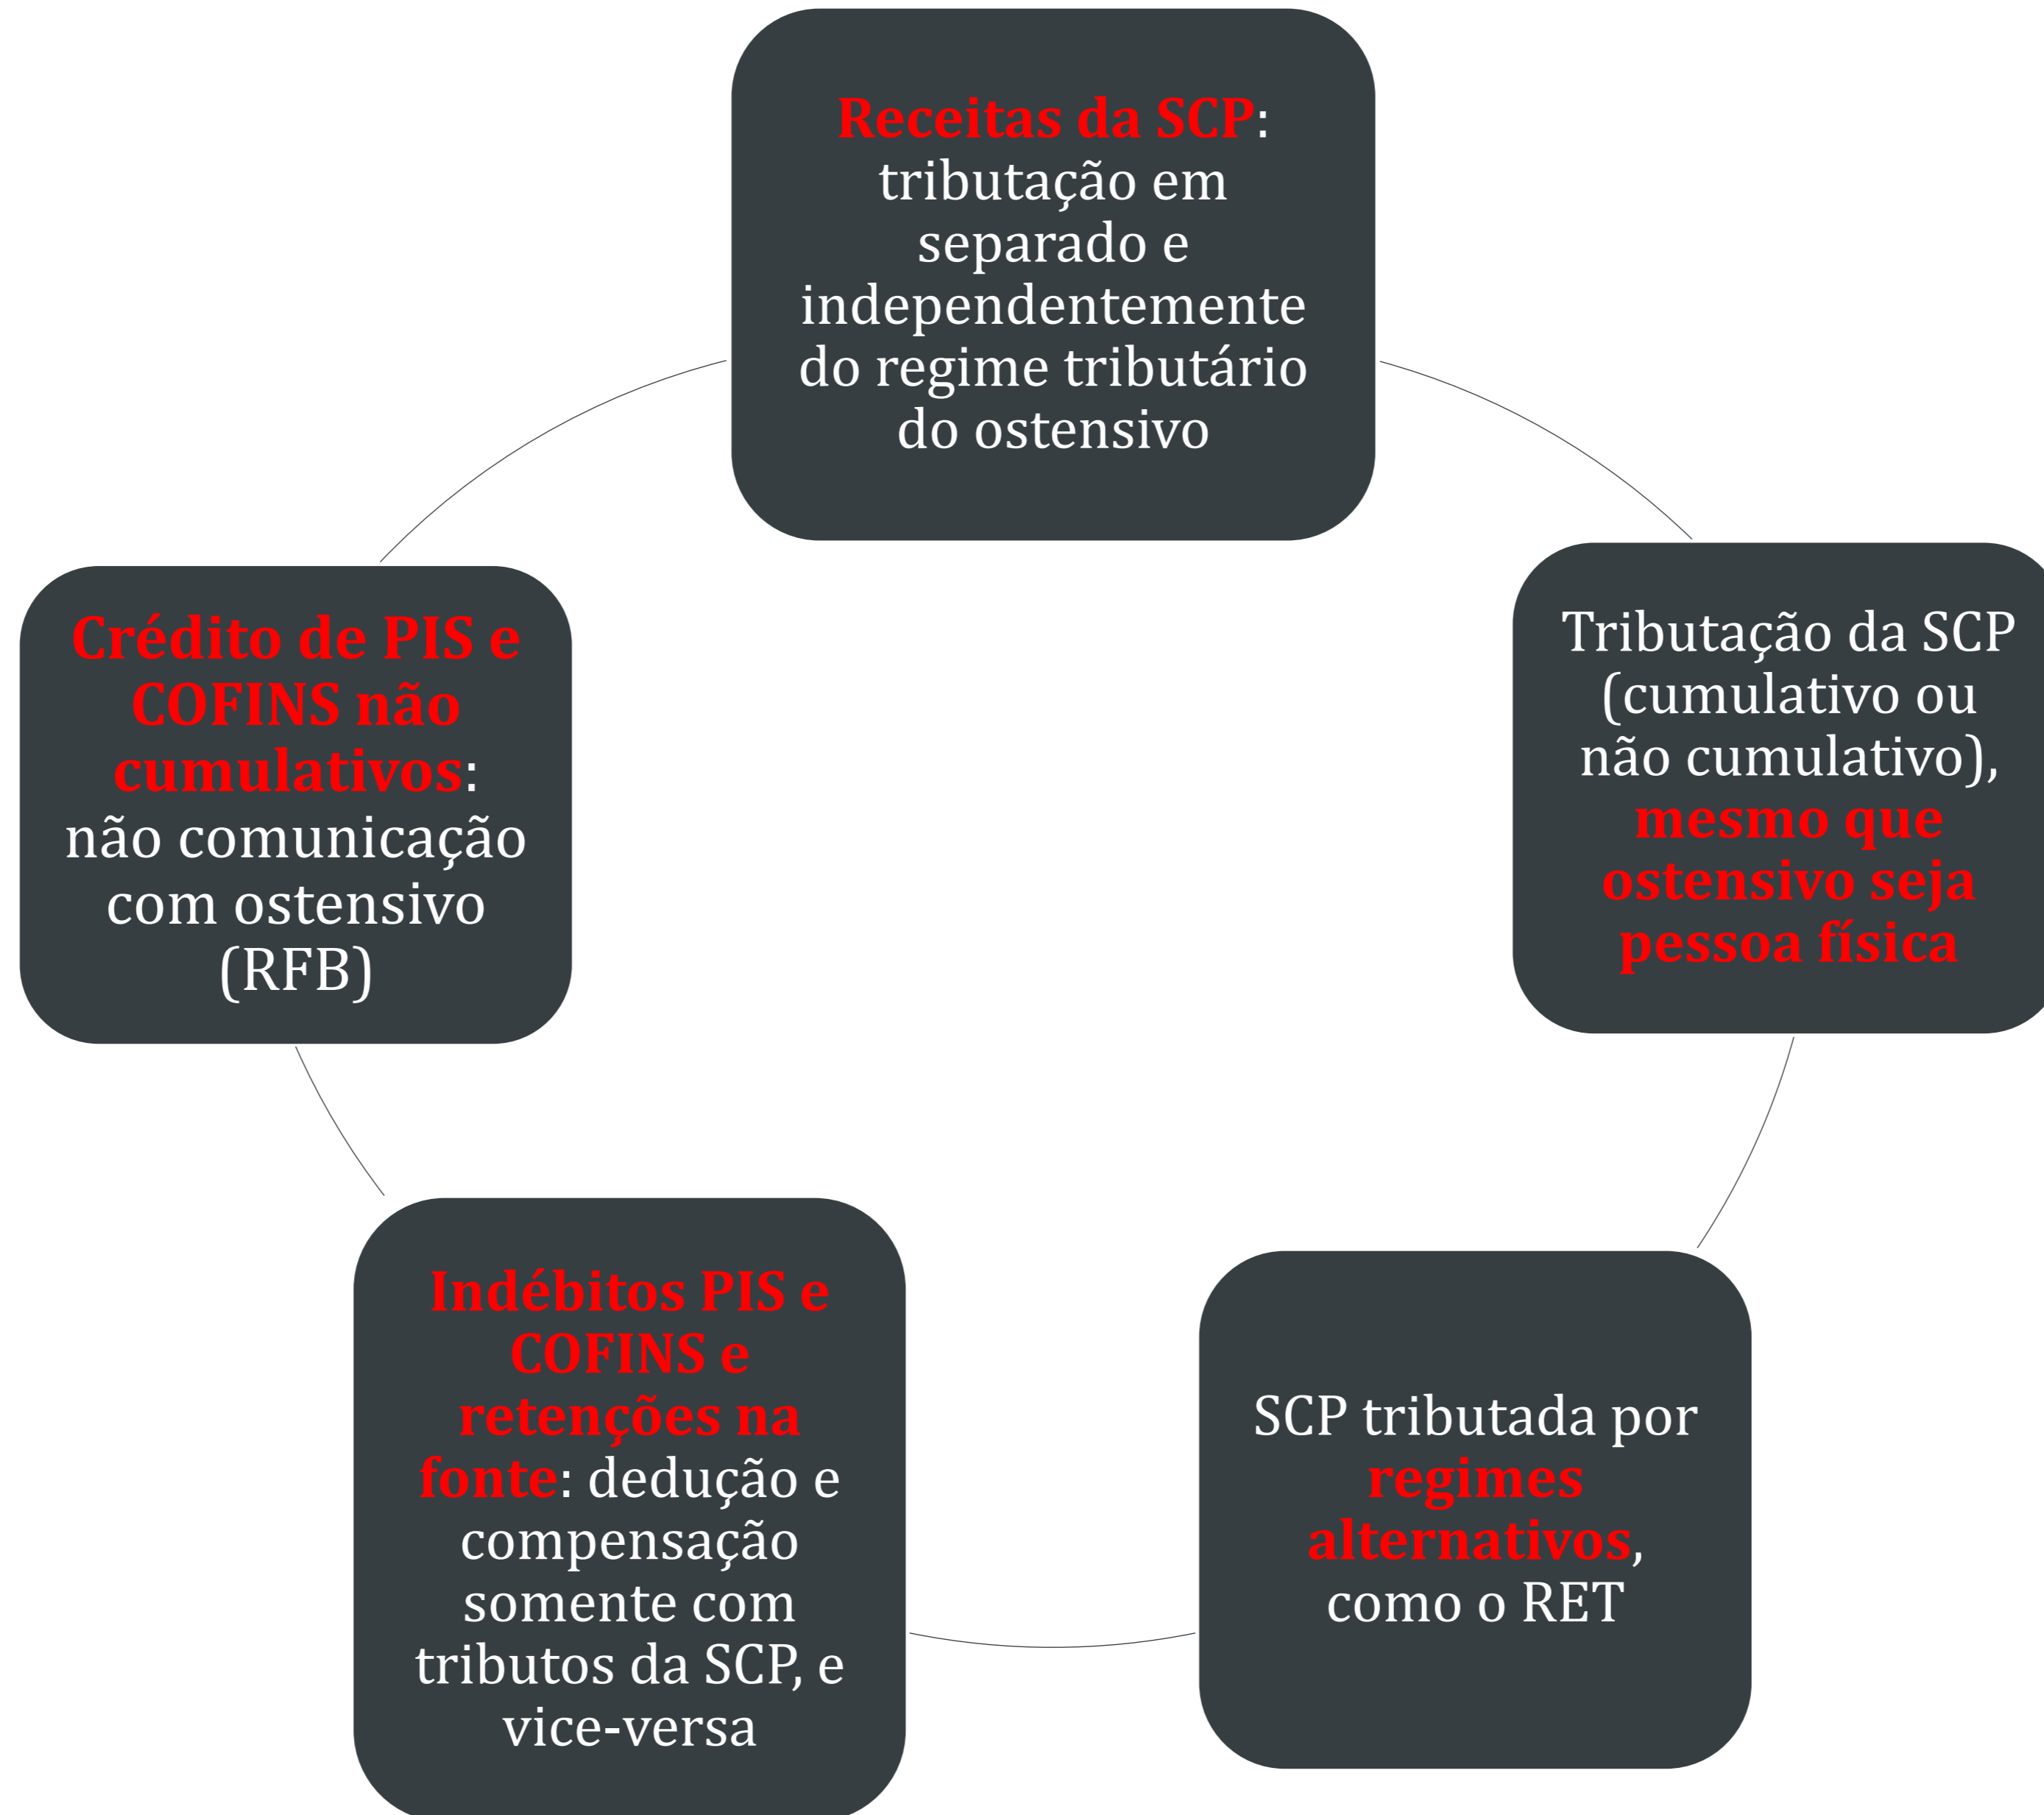 Receitas da SCP:
tributação em
separado e
independentemente
do regime tributário
do ostensivo
Tributação da SCP
(cumulativo ou
não cumulativo),
mesmo que
ostensivo seja
pessoa física
SCP tributada por
regimes
alternativos,
como o RET
Indébitos PIS e
COFINS e
retenções na
fonte: dedução e
compensação
somente com
tributos da SCP, e
vice-versa
Crédito de PIS e
COFINS não
cumulativos:
não comunicação
com ostensivo
(RFB)